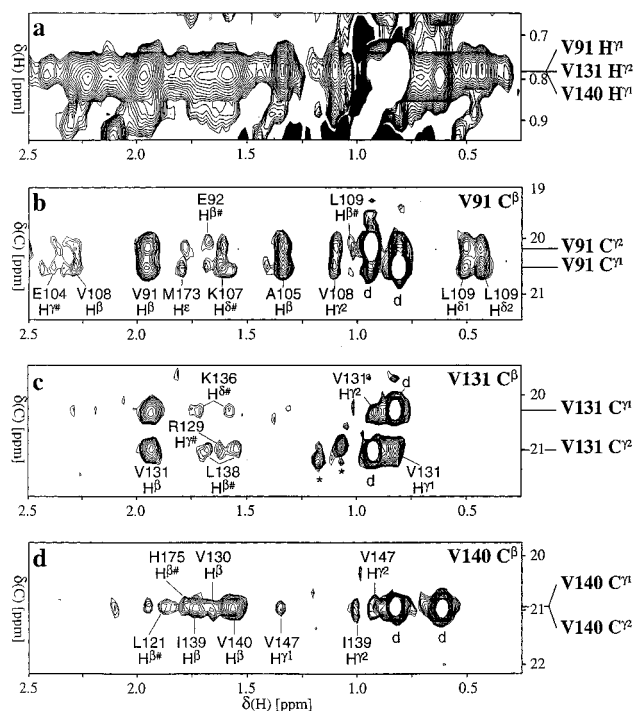 a
0.7
0.8
0.9
δ(H) [ppm]
V91 Hγ1
V131 Hγ2
V140 Hγ1
2.5
2.0
1.5
1.0
0.5
b
E92
Hβ#
L109
Hβ#
19
20
21
δ(C) [ppm]
V91 Cβ
V91 Cγ2
V91 Cγ1
E104
Hγ#
V108
Hβ
V91
Hβ
M173
Hε
K107
Hδ#
A105
Hβ
V108
Hγ2
d
d
L109
Hδ1
L109
Hδ2
2.0
1.5
1.0
0.5
c
K136
Hδ#
V131
Hγ2
d
R129
Hγ#
V131
Hβ
L138
Hβ#
*
*
d
V131
Hγ1
20
21
δ(C) [ppm]
V131 Cβ
V131 Cγ1
V131 Cγ2
2.0
1.5
1.0
0.5
d
H175
Hβ#
V130
Hβ
V147
Hγ2
L121
Hβ#
I139
Hβ
V140
Hβ
V147
Hγ1
I139
Hγ2
d
d
20
21
22
δ(C) [ppm]
V140 Cβ
V140 Cγ1
V140 Cγ2
2.5
2.0
1.5
1.0
0.5
δ(H) [ppm]